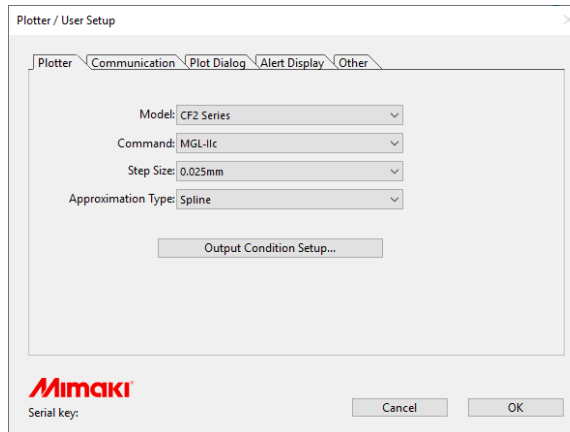 Plotter / User Setup
Plotter Communication Plot Dialog Alert Display Other
Model: CF2 Series
Command: MGL-IIc
Step Size: 0.025mm
Approximation Type: Spline
Output Condition Setup...
Mimaki
Serial key:
Cancel OK